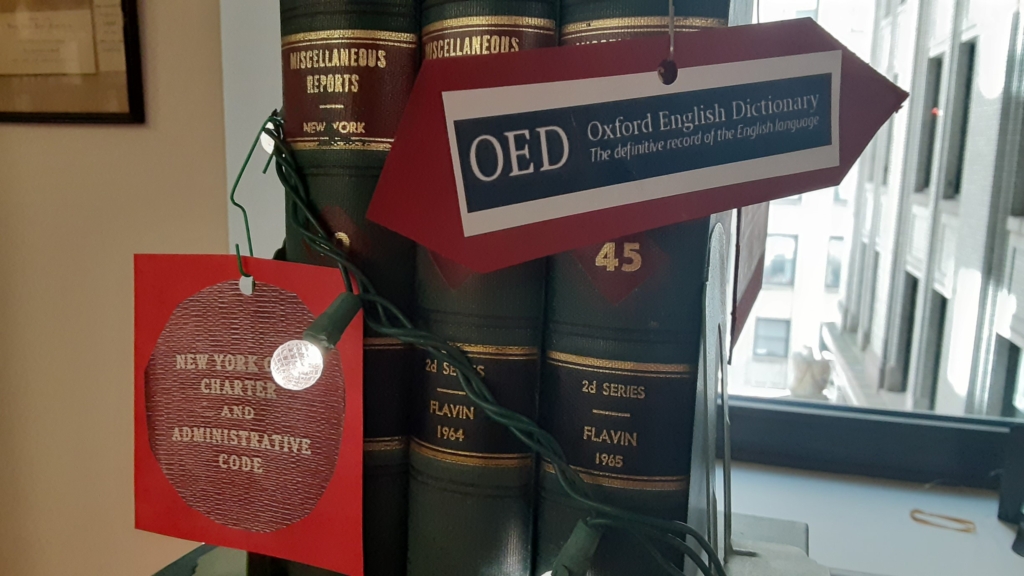 MISCELLANEOUS
REPORTS
NEW YORK
MISCELLANEOUS
OED
Oxford English Dictionary
The definitive record of the English language
45
2d SERIES
FLAVIN
1964
2d SERIES
FLAVIN
1965
NEW YORK
CHARTER
AND
ADMINISTRATIVE
CODE